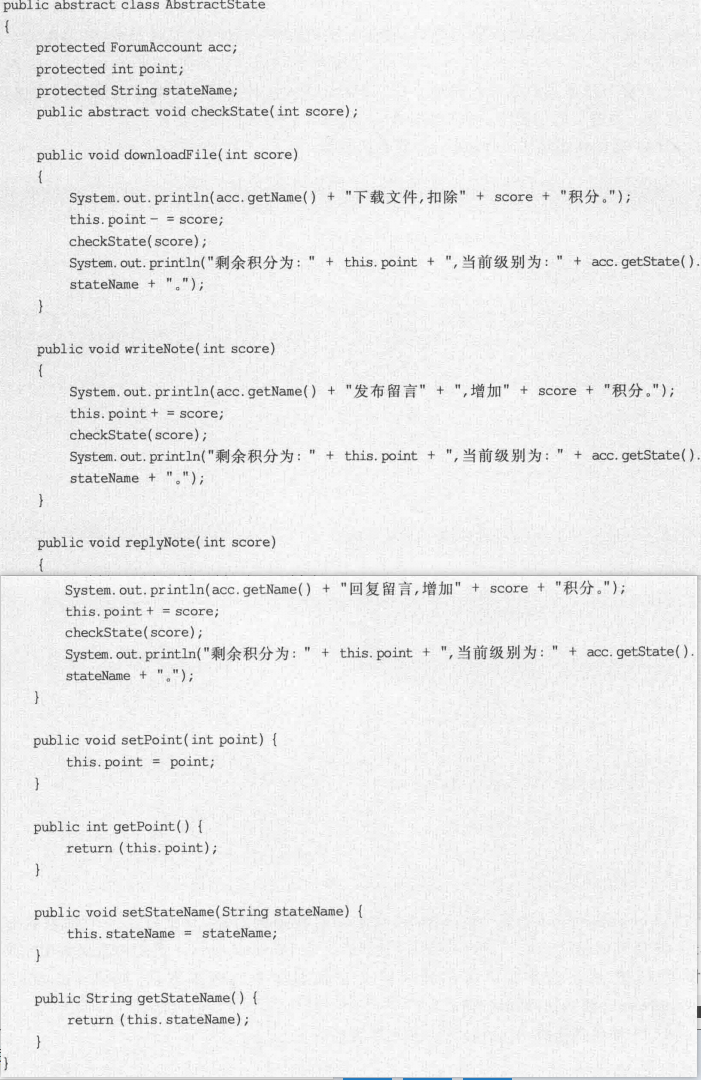 public abstract class AbstractState
{
protected ForumAccount acc;
protected int point;
protected String stateName;
public abstract void checkState(int score);
public void downloadFile(int score)
{
System.out.println(acc.getName() + "下载文件,扣除" + score + "积分。");
this.point- = score;
checkState(score);
System.out.println("剩余积分为: " + this.point + ",当前级别为: " + acc.getState().
stateName + "。");
}
public void writeNote(int score)
{
System.out.println(acc.getName() + "发布留言" + ",增加" + score + "积分。");
this.point+ = score;
checkState(score);
System.out.println("剩余积分为: " + this.point + ",当前级别为: " + acc.getState().
stateName + "。");
}
public void replyNote(int score)
{
System.out.println(acc.getName() + "回复留言,增加" + score + "积分。");
this.point+ = score;
checkState(score);
System.out.println("剩余积分为: " + this.point + ",当前级别为: " + acc.getState().
stateName + "。");
}
public void setPoint(int point) {
this.point = point;
}
public int getPoint() {
return (this.point);
}
public void setStateName(String stateName) {
this.stateName = stateName;
}
public String getStateName() {
return (this.stateName);
}
}